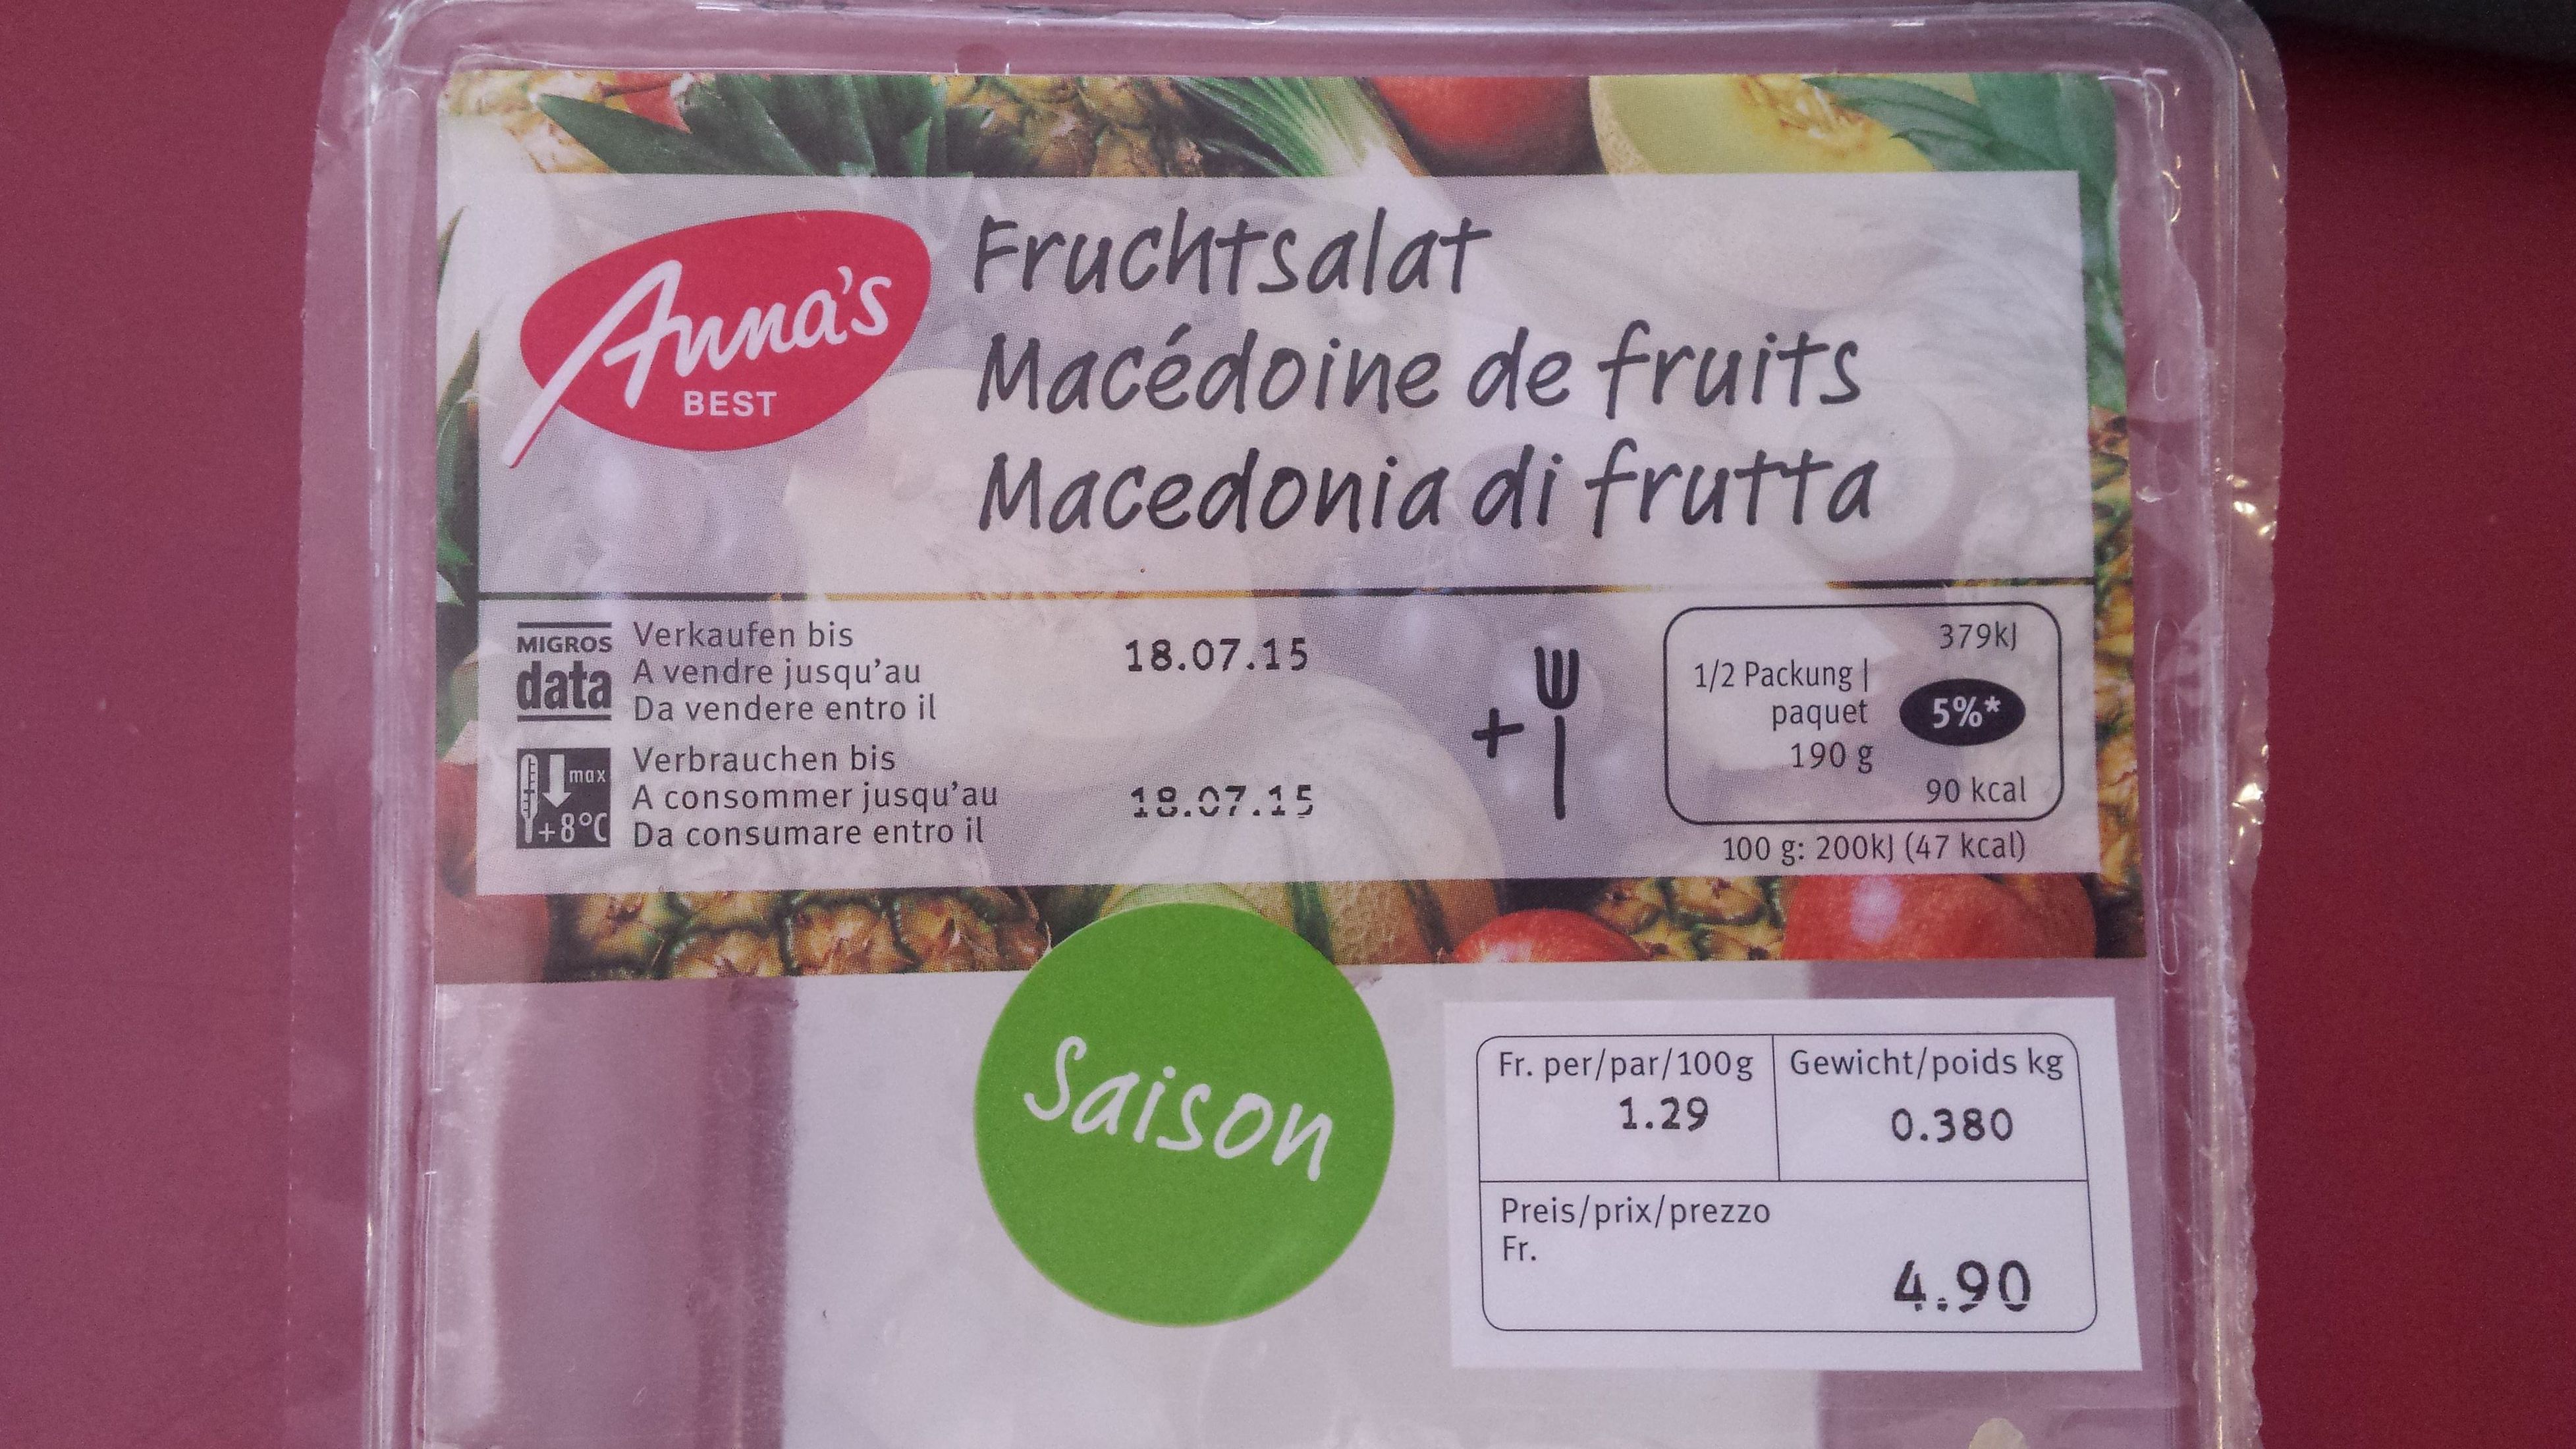 Anna's
BEST
Fruchtsalat
Macédoine de fruits
Macedonia di frutta
MIGROS
data
Verkaufen bis
A vendre jusqu'au
Da vendere entro il
18.07.15
max
+8°C
Verbrauchen bis
A consommer jusqu'au
Da consumare entro il
18.07.15
+
379kJ
1/2 Packung |
paquet
190 g
5%*
90 kcal
100 g: 200kJ (47 kcal)
Saison
Fr. per/par/100g
1.29
Gewicht/poids kg
0.380
Preis/prix/prezzo
Fr.
4.90